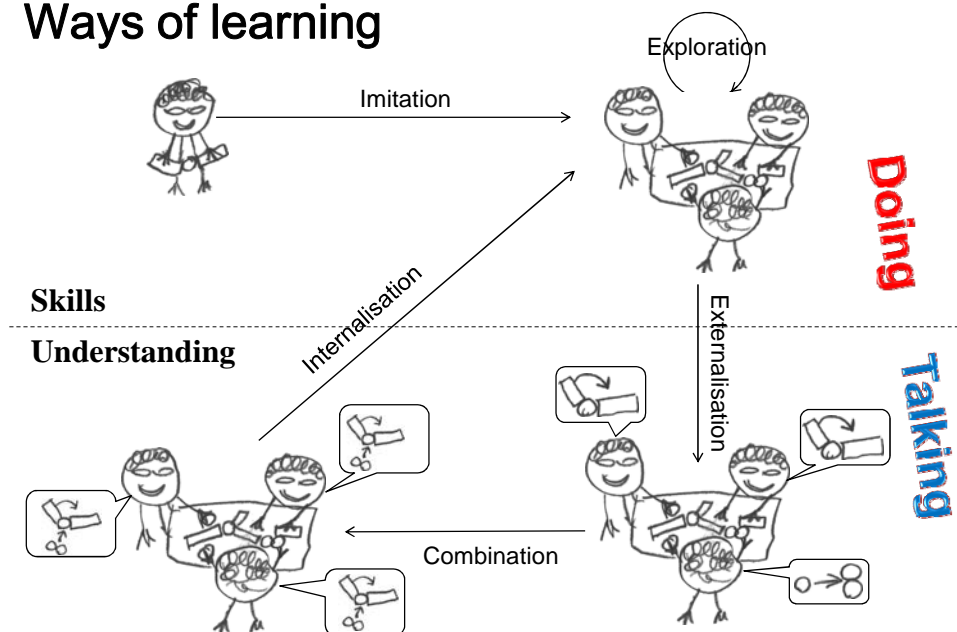 Ways of learning
Exploration
Imitation
Doing
Skills
Internalisation
Externalisation
Understanding
Talking
Combination